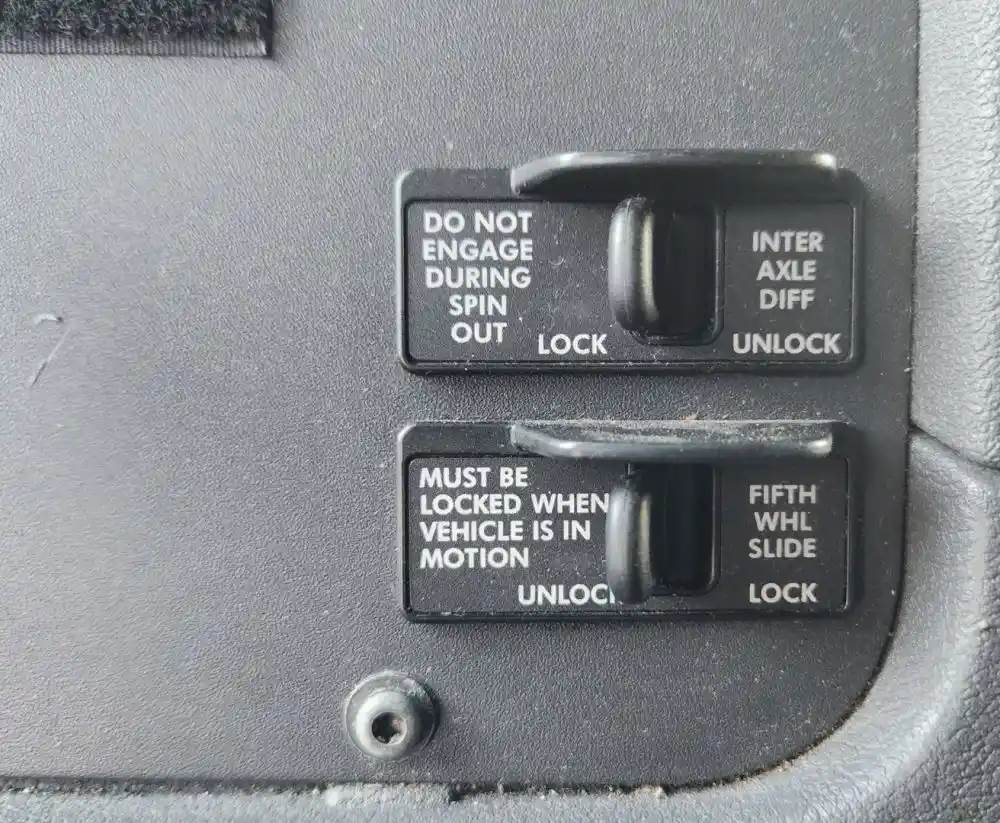 DO NOT
ENGAGE
DURING
SPIN
OUT
LOCK
INTER
AXLE
DIFF
UNLOCK
MUST BE
LOCKED WHEN
VEHICLE IS IN
MOTION
UNLOCK
FIFTH
WHL
SLIDE
LOCK